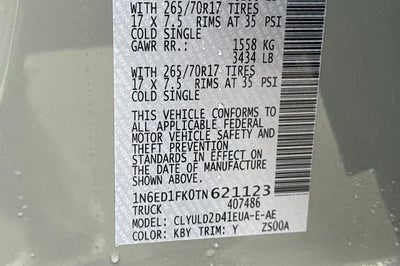 WITH 265/70R17 TIRES
17 X 7.5 RIMS AT 35 PSI
COLD SINGLE
GAWR RR.: 1558 KG
3434 LB
WITH 265/70R17 TIRES
17 X 7.5 RIMS AT 35 PSI
COLD SINGLE
THIS VEHICLE CONFORMS TO
ALL APPLICABLE FEDERAL
MOTOR VEHICLE SAFETY AND
THEFT PREVENTION
STANDARDS IN EFFECT ON
THE DATE OF MANUFACTURE
SHOWN ABOVE.
1N6ED1FK0TN621123
TRUCK 407486
MODEL: CLYULD2D41EUA-E-AE
COLOR: KBY TRIM: Y ZS00A